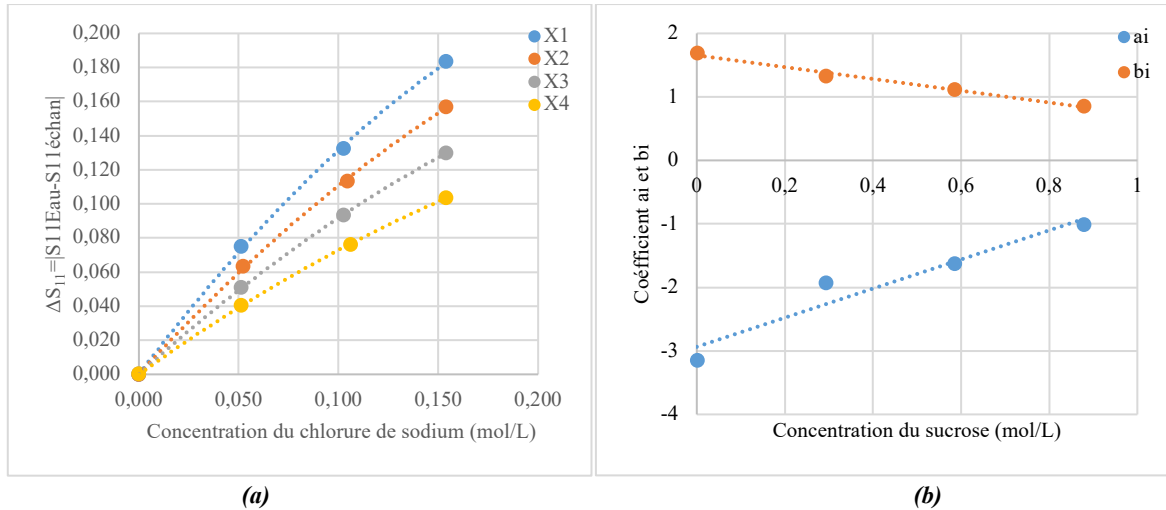 0,200
0,180
0,160
0,140
0,120
0,100
0,080
0,060
0,040
0,020
0,000
ΔS₁₁=|S11Eau-S11échan|
0,000 0,050 0,100 0,150 0,200
Concentration du chlorure de sodium (mol/L)
X1
X2
X3
X4
(a)
2
1
0
-1
-2
-3
-4
Coéfficient ai et bi
0 0,2 0,4 0,6 0,8 1
Concentration du sucrose (mol/L)
ai
bi
(b)